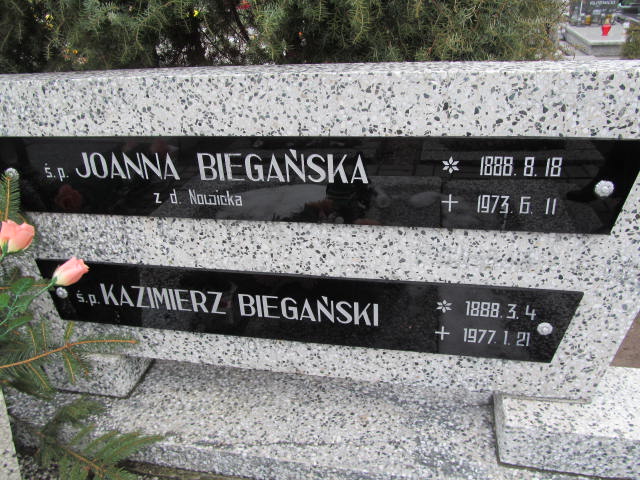 ś.p. JOANNA BIEGAŃSKA * 1888. 8. 18
z d. Nowicka + 1973. 6. 11
ś.p. KAZIMIERZ BIEGAŃSKI * 1888. 3. 4
+ 1977. 1. 21